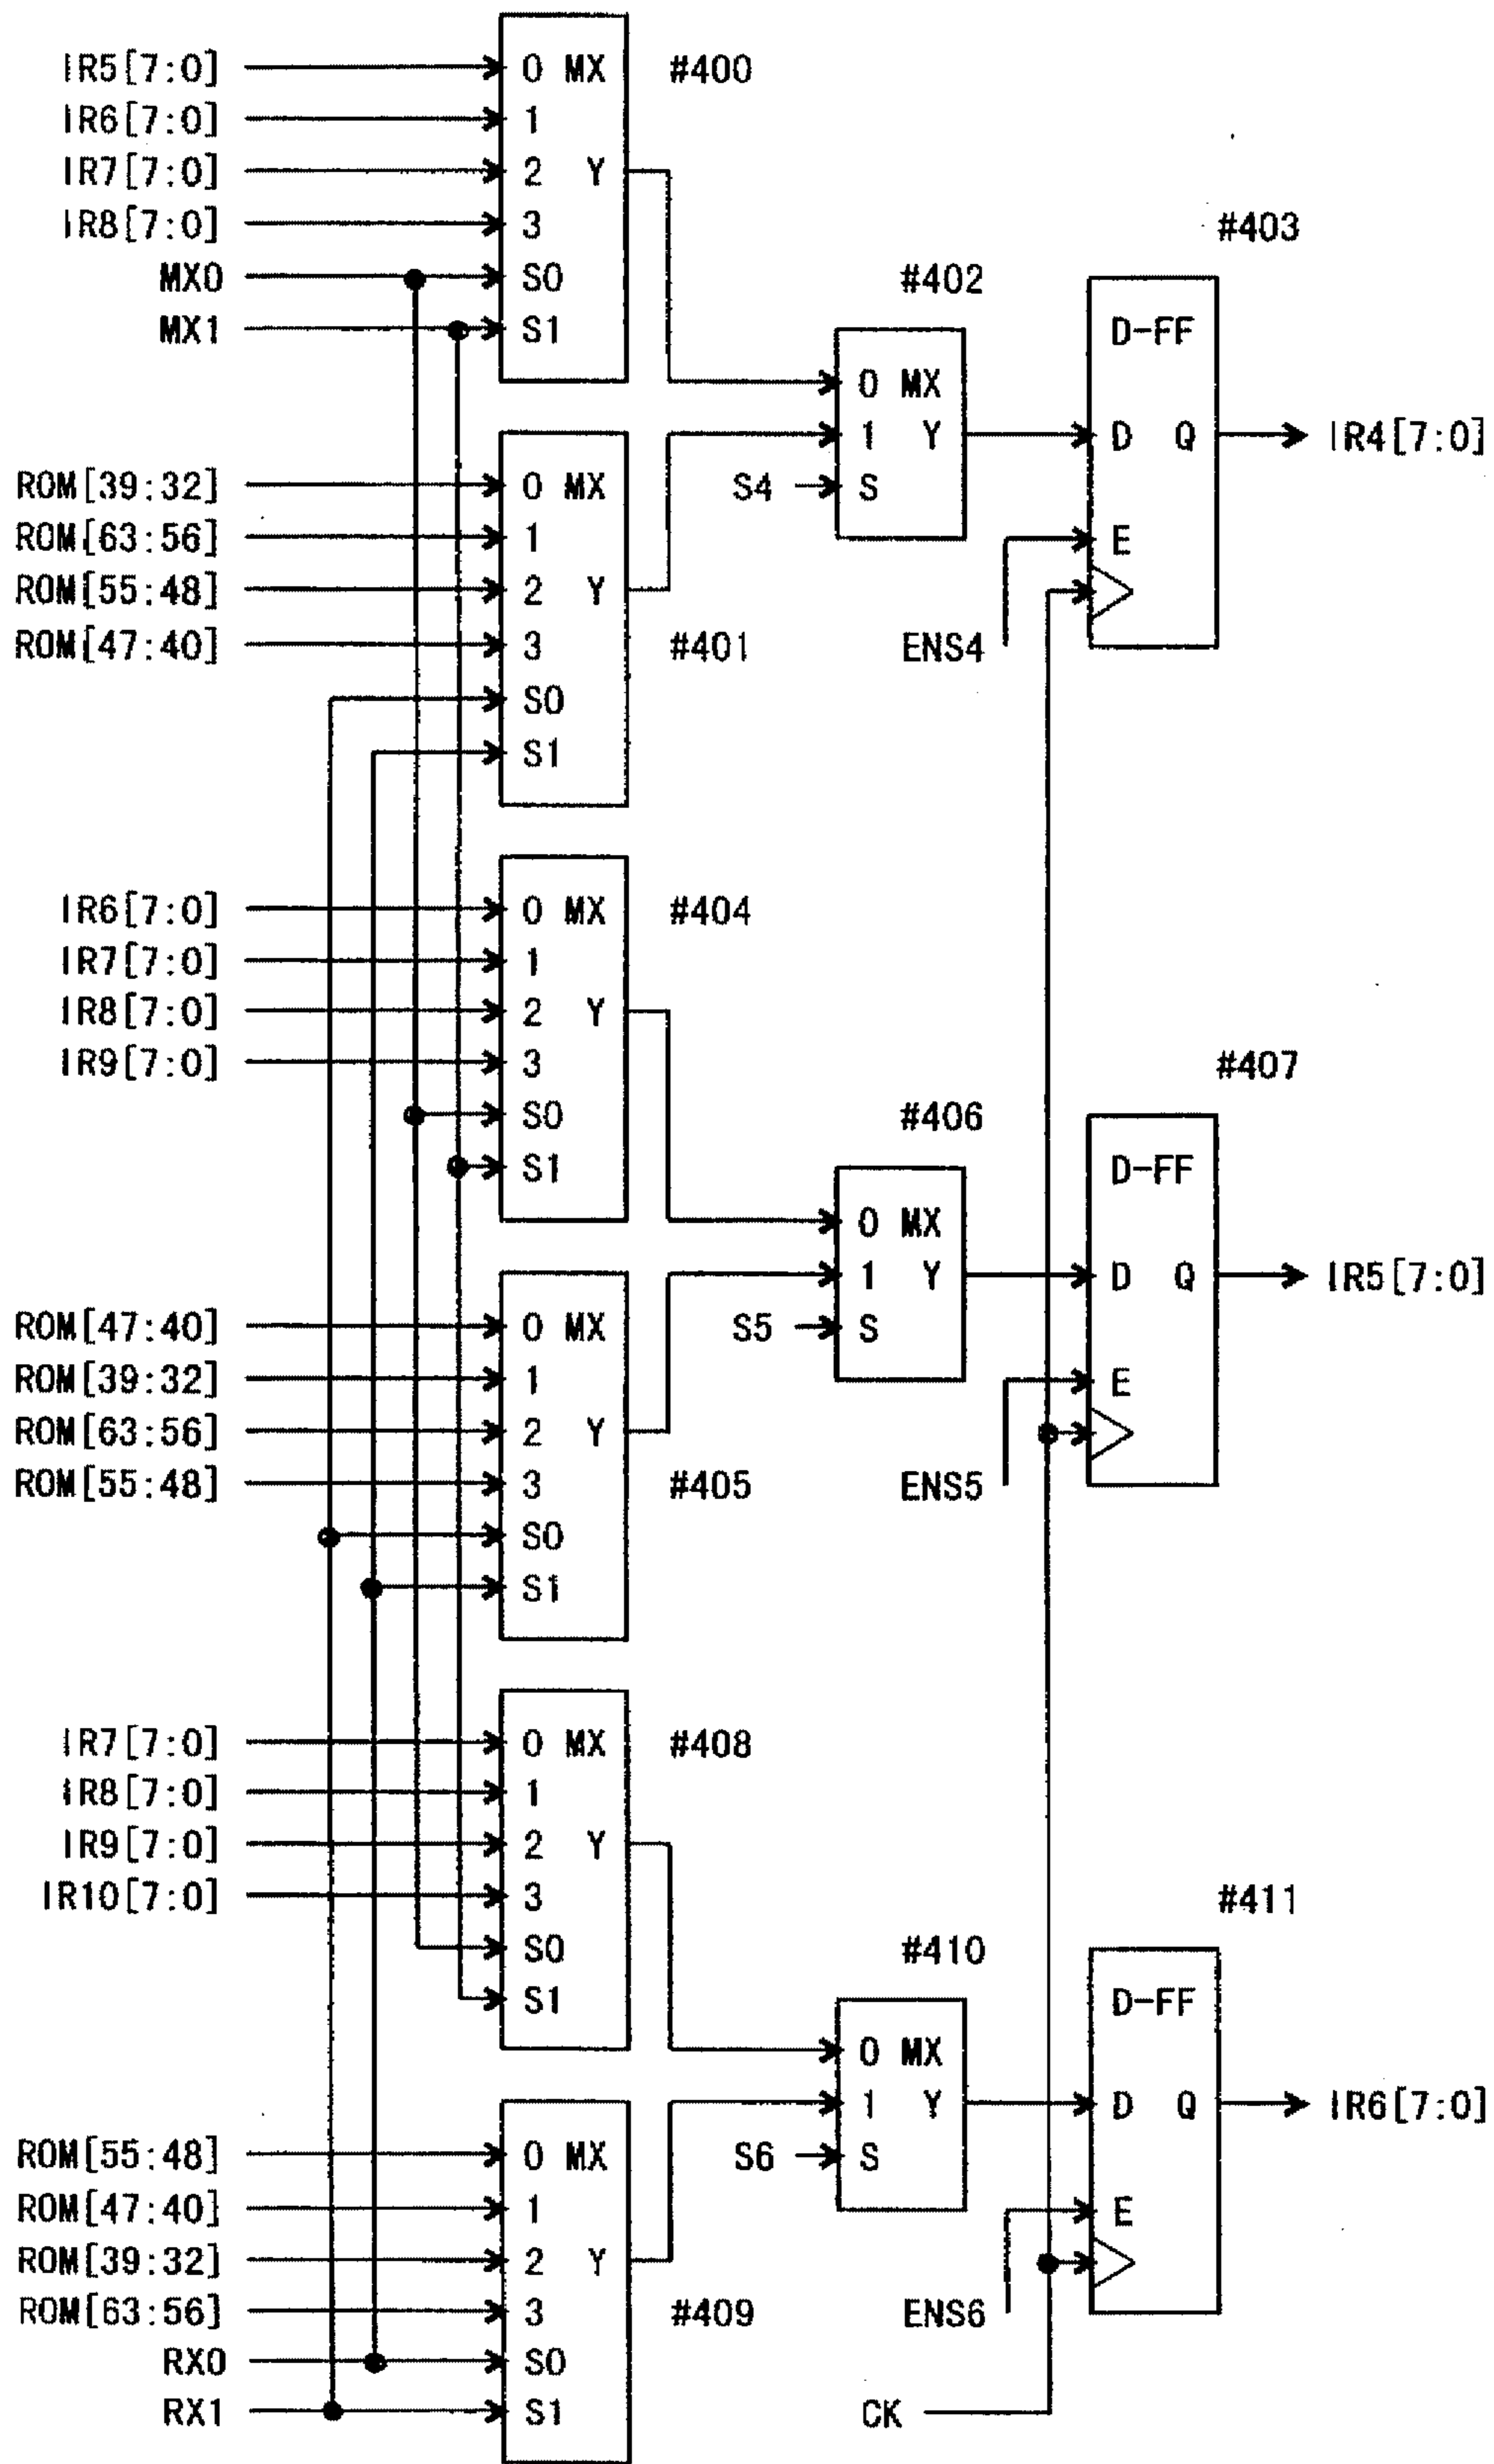 IR5[7:0]
IR6[7:0]
IR7[7:0]
IR8[7:0]
MX0
MX1
0 MX
1
2 Y
3
S0
S1
#400
ROM[39:32]
ROM[63:56]
ROM[55:48]
ROM[47:40]
0 MX
1
2 Y
3
S0
S1
#401
#402
0 MX
1 Y
S4
S
#403
D-FF
D Q
E
ENS4
IR4[7:0]
IR6[7:0]
IR7[7:0]
IR8[7:0]
IR9[7:0]
0 MX
1
2 Y
3
S0
S1
#404
ROM[47:40]
ROM[39:32]
ROM[63:56]
ROM[55:48]
0 MX
1
2 Y
3
S0
S1
#405
#406
0 MX
1 Y
S5
S
#407
D-FF
D Q
E
ENS5
IR5[7:0]
IR7[7:0]
IR8[7:0]
IR9[7:0]
IR10[7:0]
0 MX
1
2 Y
3
S0
S1
#408
ROM[55:48]
ROM[47:40]
ROM[39:32]
ROM[63:56]
RX0
RX1
0 MX
1
2 Y
3
S0
S1
#409
#410
0 MX
1 Y
S6
S
#411
D-FF
D Q
E
ENS6
CK
IR6[7:0]